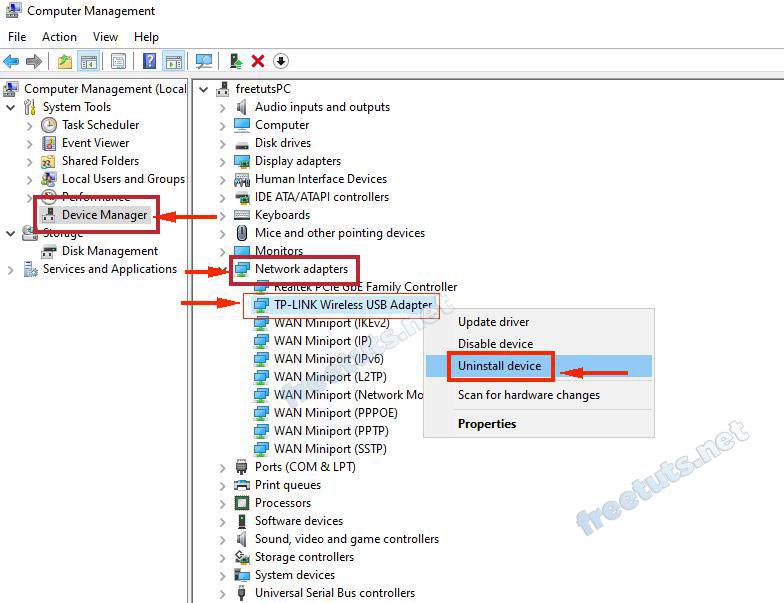 Computer Management
File Action View Help
Computer Management (Local
System Tools
Task Scheduler
Event Viewer
Shared Folders
Local Users and Groups
Performance
Device Manager
Storage
Disk Management
Services and Applications
freetutsPC
Audio inputs and outputs
Computer
Disk drives
Display adapters
Human Interface Devices
IDE ATA/ATAPI controllers
Keyboards
Mice and other pointing devices
Monitors
Network adapters
Realtek PCIe GBE Family Controller
TP-LINK Wireless USB Adapter
WAN Miniport (IKEv2)
WAN Miniport (IP)
WAN Miniport (IPv6)
WAN Miniport (L2TP)
WAN Miniport (Network Mo
WAN Miniport (PPPOE)
WAN Miniport (PPTP)
WAN Miniport (SSTP)
Ports (COM & LPT)
Print queues
Processors
Software devices
Sound, video and game controllers
Storage controllers
System devices
Universal Serial Bus controllers
Update driver
Disable device
Uninstall device
Scan for hardware changes
Properties
freetuts.net
freetuts.net